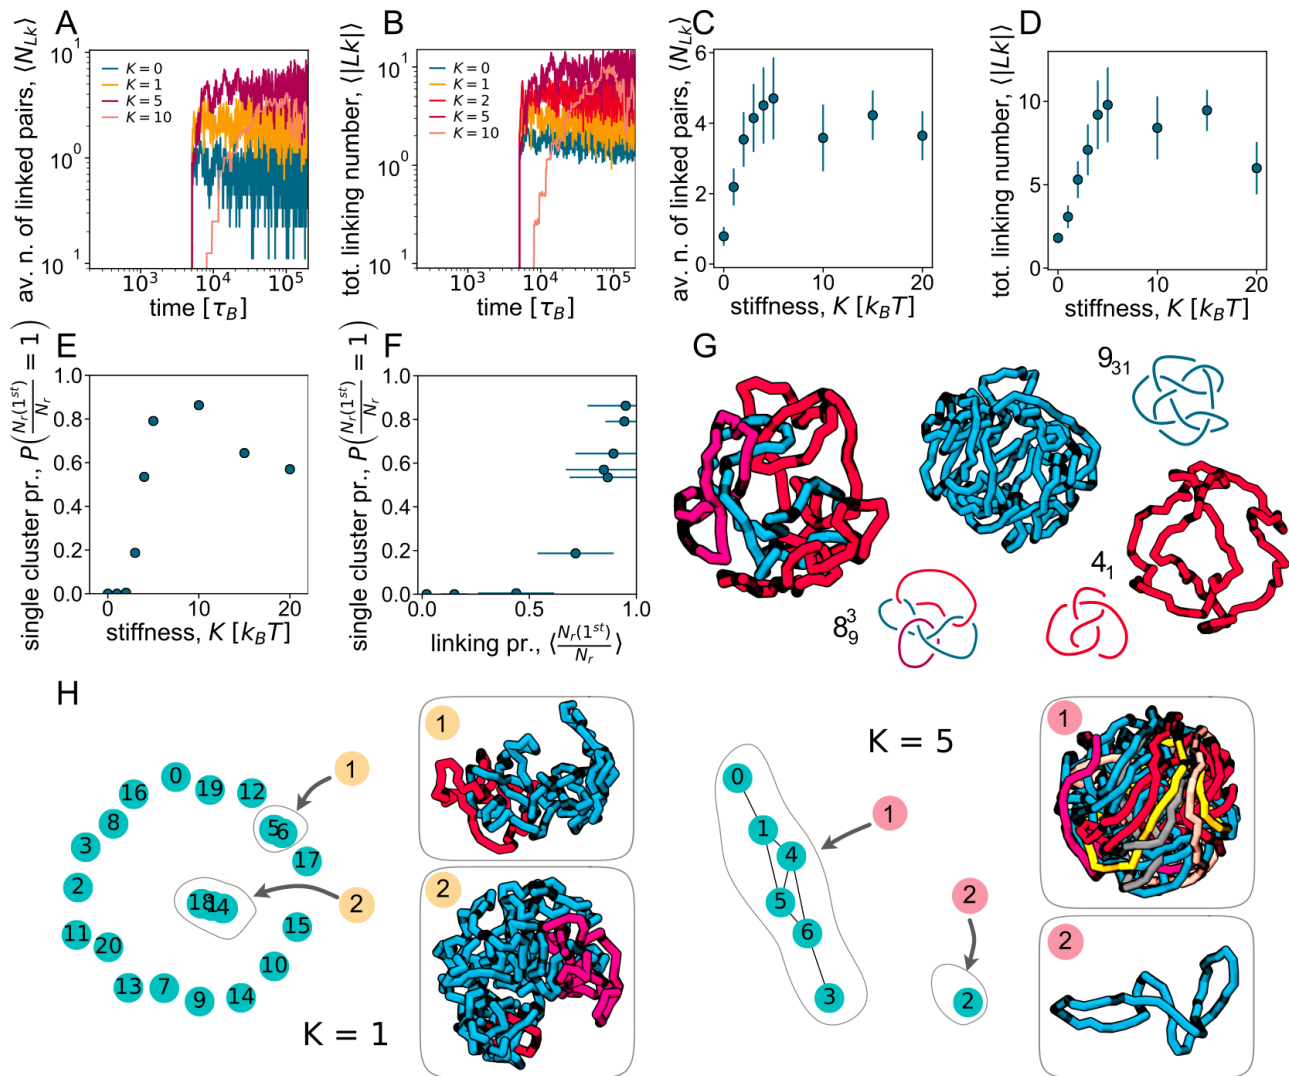 A
B
C
D
av. n. of linked pairs, ⟨N_{Lk}⟩
10^1
10^0
10^{-1}
K = 0
K = 1
K = 5
K = 10
10^3
10^4
10^5
time [τ_B]
tot. linking number, ⟨|Lk|⟩
10^1
10^0
10^{-1}
K = 0
K = 1
K = 2
K = 5
K = 10
10^3
10^4
10^5
time [τ_B]
av. n. of linked pairs, ⟨N_{Lk}⟩
6
4
2
0
0
10
20
stiffness, K [k_BT]
tot. linking number, ⟨|Lk|⟩
10
5
0
0
10
20
stiffness, K [k_BT]
E
F
G
single cluster pr., P(N_r(1^{st})/N_r = 1)
1.0
0.8
0.6
0.4
0.2
0.0
0
10
20
stiffness, K [k_BT]
single cluster pr., P(N_r(1^{st})/N_r = 1)
1.0
0.8
0.6
0.4
0.2
0.0
0.0
0.5
1.0
linking pr., ⟨N_r(1^{st})/N_r⟩
9_{31}
4_1
8^3_9
H
0
19
12
16
8
3
2
11
20
13
7
9
14
10
15
17
5
6
18
14
1
2
K = 1
1
2
K = 5
0
1
4
5
6
3
2
1
2
1
2